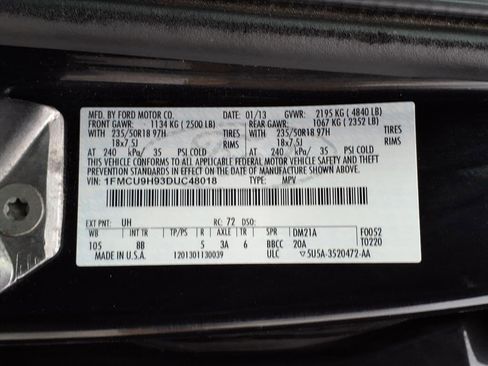 MFD. BY FORD MOTOR CO. DATE: 01/13 GVWR: 2195 KG ( 4840 LB)
FRONT GAWR: 1134 KG ( 2500 LB) REAR GAWR: 1067 KG ( 2352 LB)
WITH 235/50R18 97H TIRES WITH 235/50R18 97H TIRES
18x7.5J RIMS 18x7.5J RIMS
AT 240 kPa/ 35 PSI COLD AT 240 kPa/ 35 PSI COLD
THIS VEHICLE CONFORMS TO ALL APPLICABLE FEDERAL MOTOR VEHICLE SAFETY AND BUMPER
STANDARDS AND THEFT PREVENTION STANDARDS IN EFFECT ON THE DATE OF MANUFACTURE SHOWN ABOVE.
VIN: 1FMCU9H93DUC48018 TYPE: MPV
EXT PNT: UH RC: 72 DSO:
WB INT TR TP/PS R AXLE TR SPR DM21A F0052
105 8B 5 3A 6 BBCC 20A T0220
MADE IN U.S.A. 1201301130039 ULC 5U5A-3520472-AA